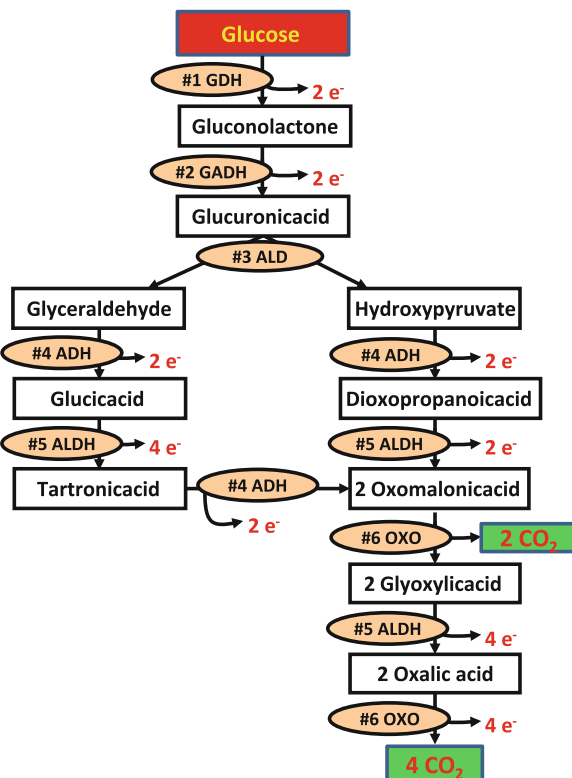 Glucose
#1 GDH
2 e-
Gluconolactone
#2 GADH
2 e-
Glucuronicacid
#3 ALD
Glyceraldehyde
Hydroxypyruvate
#4 ADH
2 e-
#4 ADH
2 e-
Glucicacid
Dioxopropanoicacid
#5 ALDH
4 e-
#5 ALDH
2 e-
Tartronicacid
#4 ADH
2 Oxomalonicacid
2 e-
#6 OXO
2 CO2
2 Glyoxylicacid
#5 ALDH
4 e-
2 Oxalic acid
#6 OXO
4 e-
4 CO2